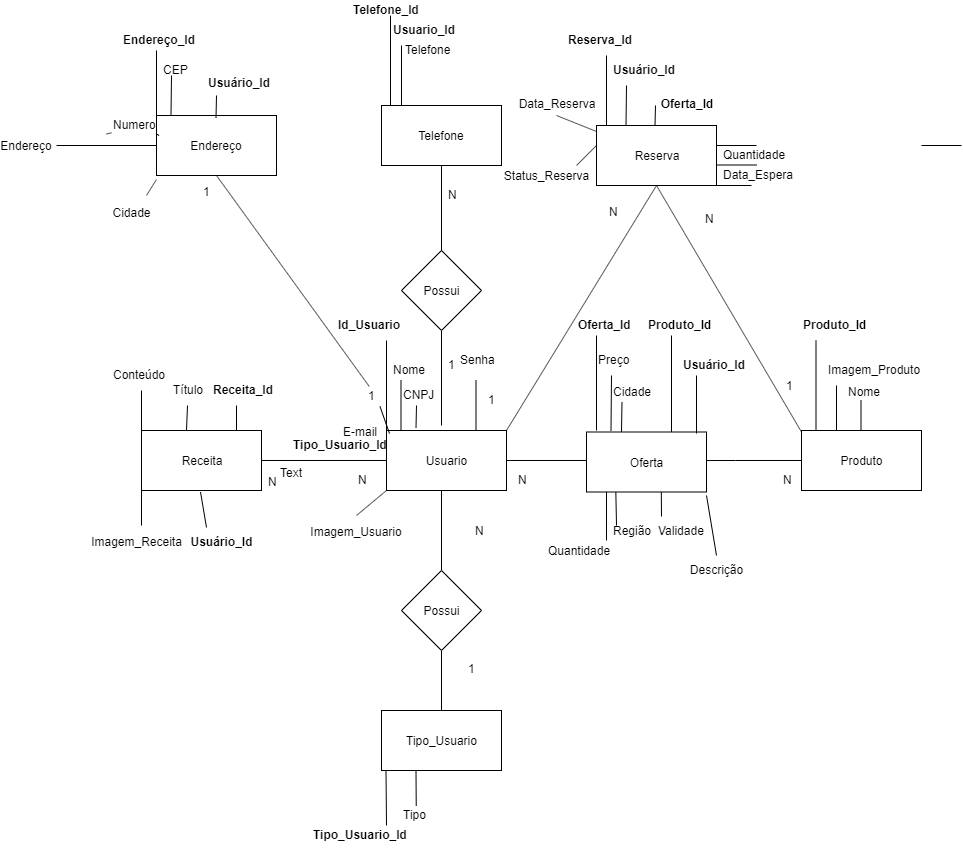 Telefone_Id
Usuario_Id
Telefone
Endereço_Id
CEP
Usuário_Id
Numero
Endereço
Endereço
Cidade
1
Telefone
N
Reserva_Id
Usuário_Id
Oferta_Id
Data_Reserva
Reserva
Quantidade
Data_Espera
Status_Reserva
N
N
Possui
Id_Usuario
Nome
CNPJ
1
Senha
1
1
E-mail
Tipo_Usuario_Id
Oferta_Id
Produto_Id
Usuário_Id
Preço
Cidade
Produto_Id
Imagem_Produto
Nome
1
Conteúdo
Título
Receita_Id
Receita
N
Text
N
Usuario
N
Oferta
N
Produto
Imagem_Receita
Usuário_Id
Imagem_Usuario
N
Quantidade
Região
Validade
Descrição
Possui
1
Tipo_Usuario
Tipo
Tipo_Usuario_Id